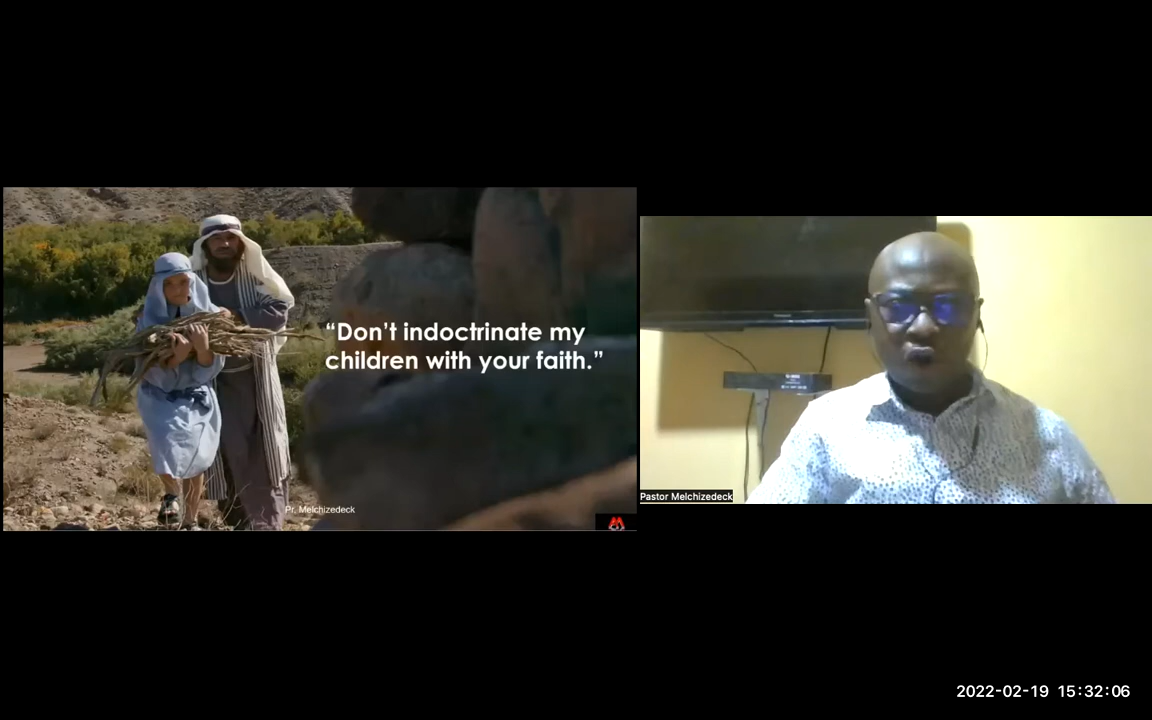 “Don’t indoctrinate my
children with your faith.”
Pr. Melchizedeck
Pastor Melchizedeck
2022-02-19 15:32:06